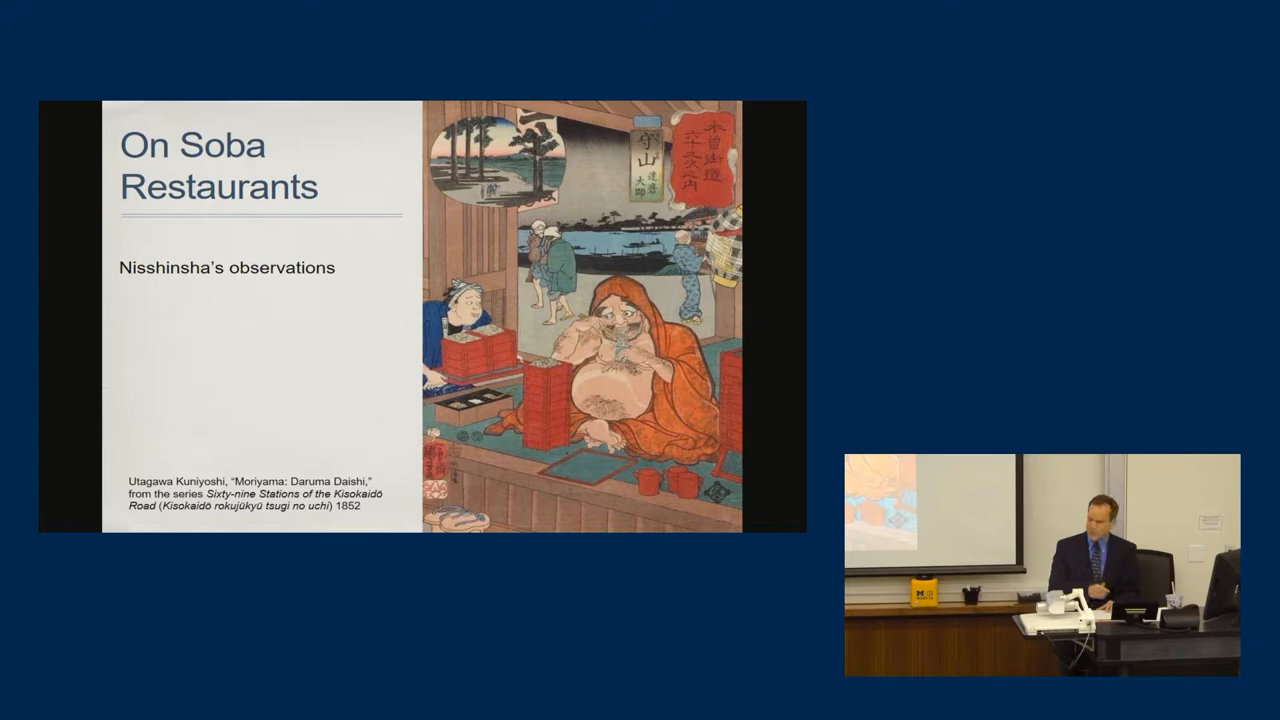 On Soba
Restaurants
Nisshinsha’s observations
Utagawa Kuniyoshi, “Moriyama: Daruma Daishi,”
from the series Sixty-nine Stations of the Kisokaidō
Road (Kisokaidō rokujūkyū tsugi no uchi) 1852
木曽街道
六十九次之内
守山
達磨
大師
M